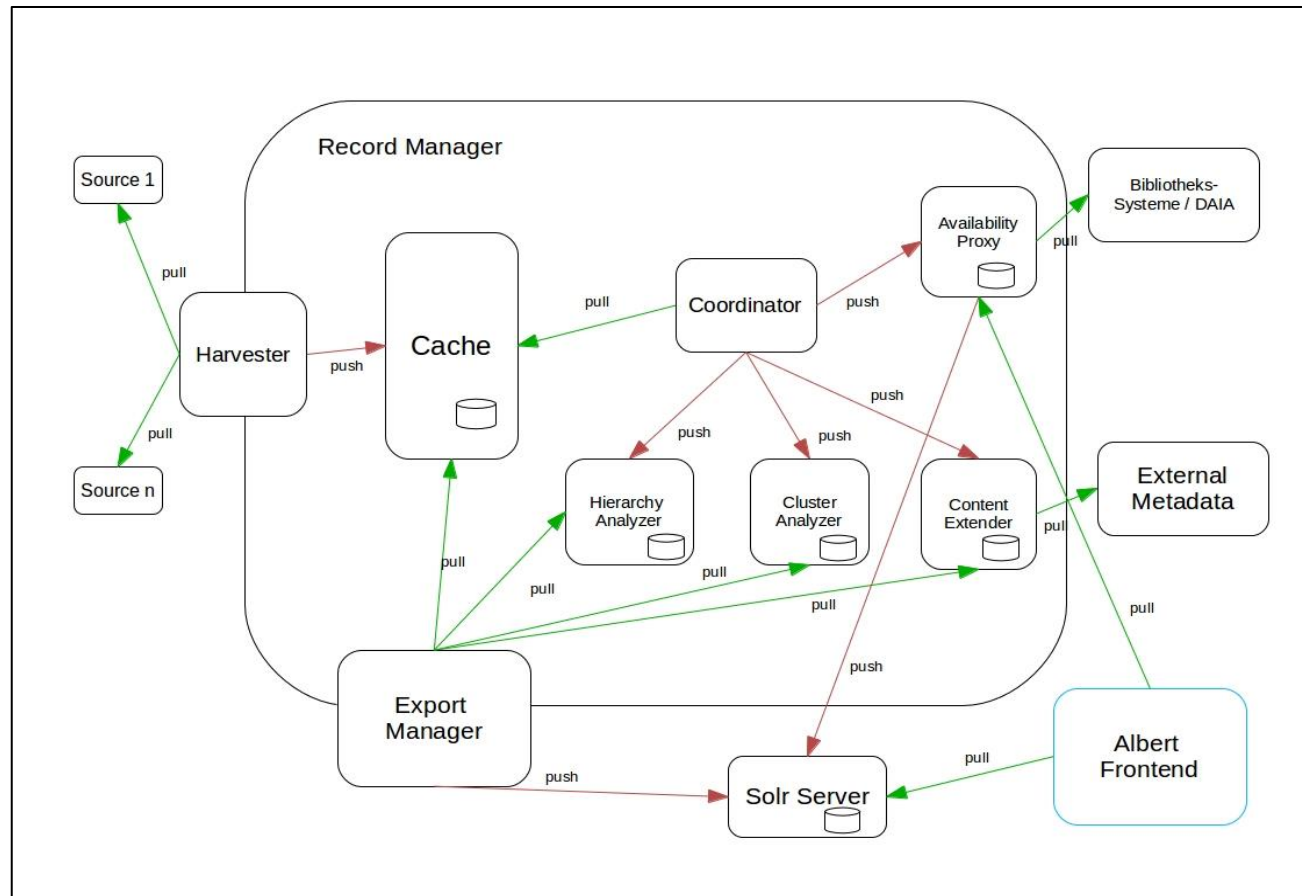 Record Manager
Source 1
Bibliotheks-
Systeme / DAIA
Availability
Proxy
pull
pull
Coordinator
pull
push
Harvester
Cache
push
push
pull
push
push
Source n
Hierarchy
Analyzer
Cluster
Analyzer
Content
Extender
External
Metadata
pull
pull
pull
pull
pull
pull
push
Export
Manager
Albert
Frontend
push
pull
Solr Server